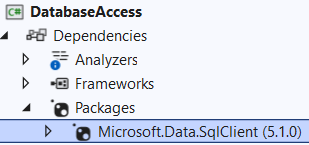 C# DatabaseAccess
Dependencies
Analyzers
Frameworks
Packages
Microsoft.Data.SqlClient (5.1.0)